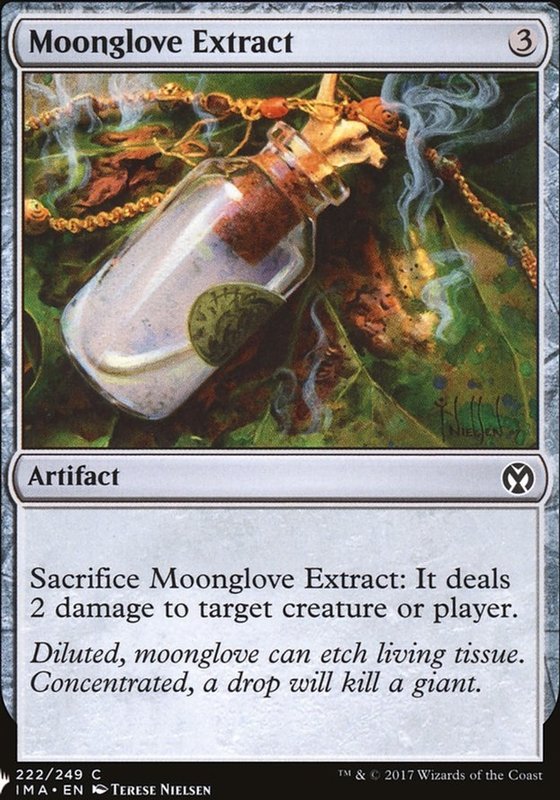 Moonglove Extract 3
Nielsen
Artifact
Sacrifice Moonglove Extract: It deals
2 damage to target creature or player.
Diluted, moonglove can etch living tissue.
Concentrated, a drop will kill a giant.
222/249 C
IMA • EN Terese Nielsen
™ & © 2017 Wizards of the Coast